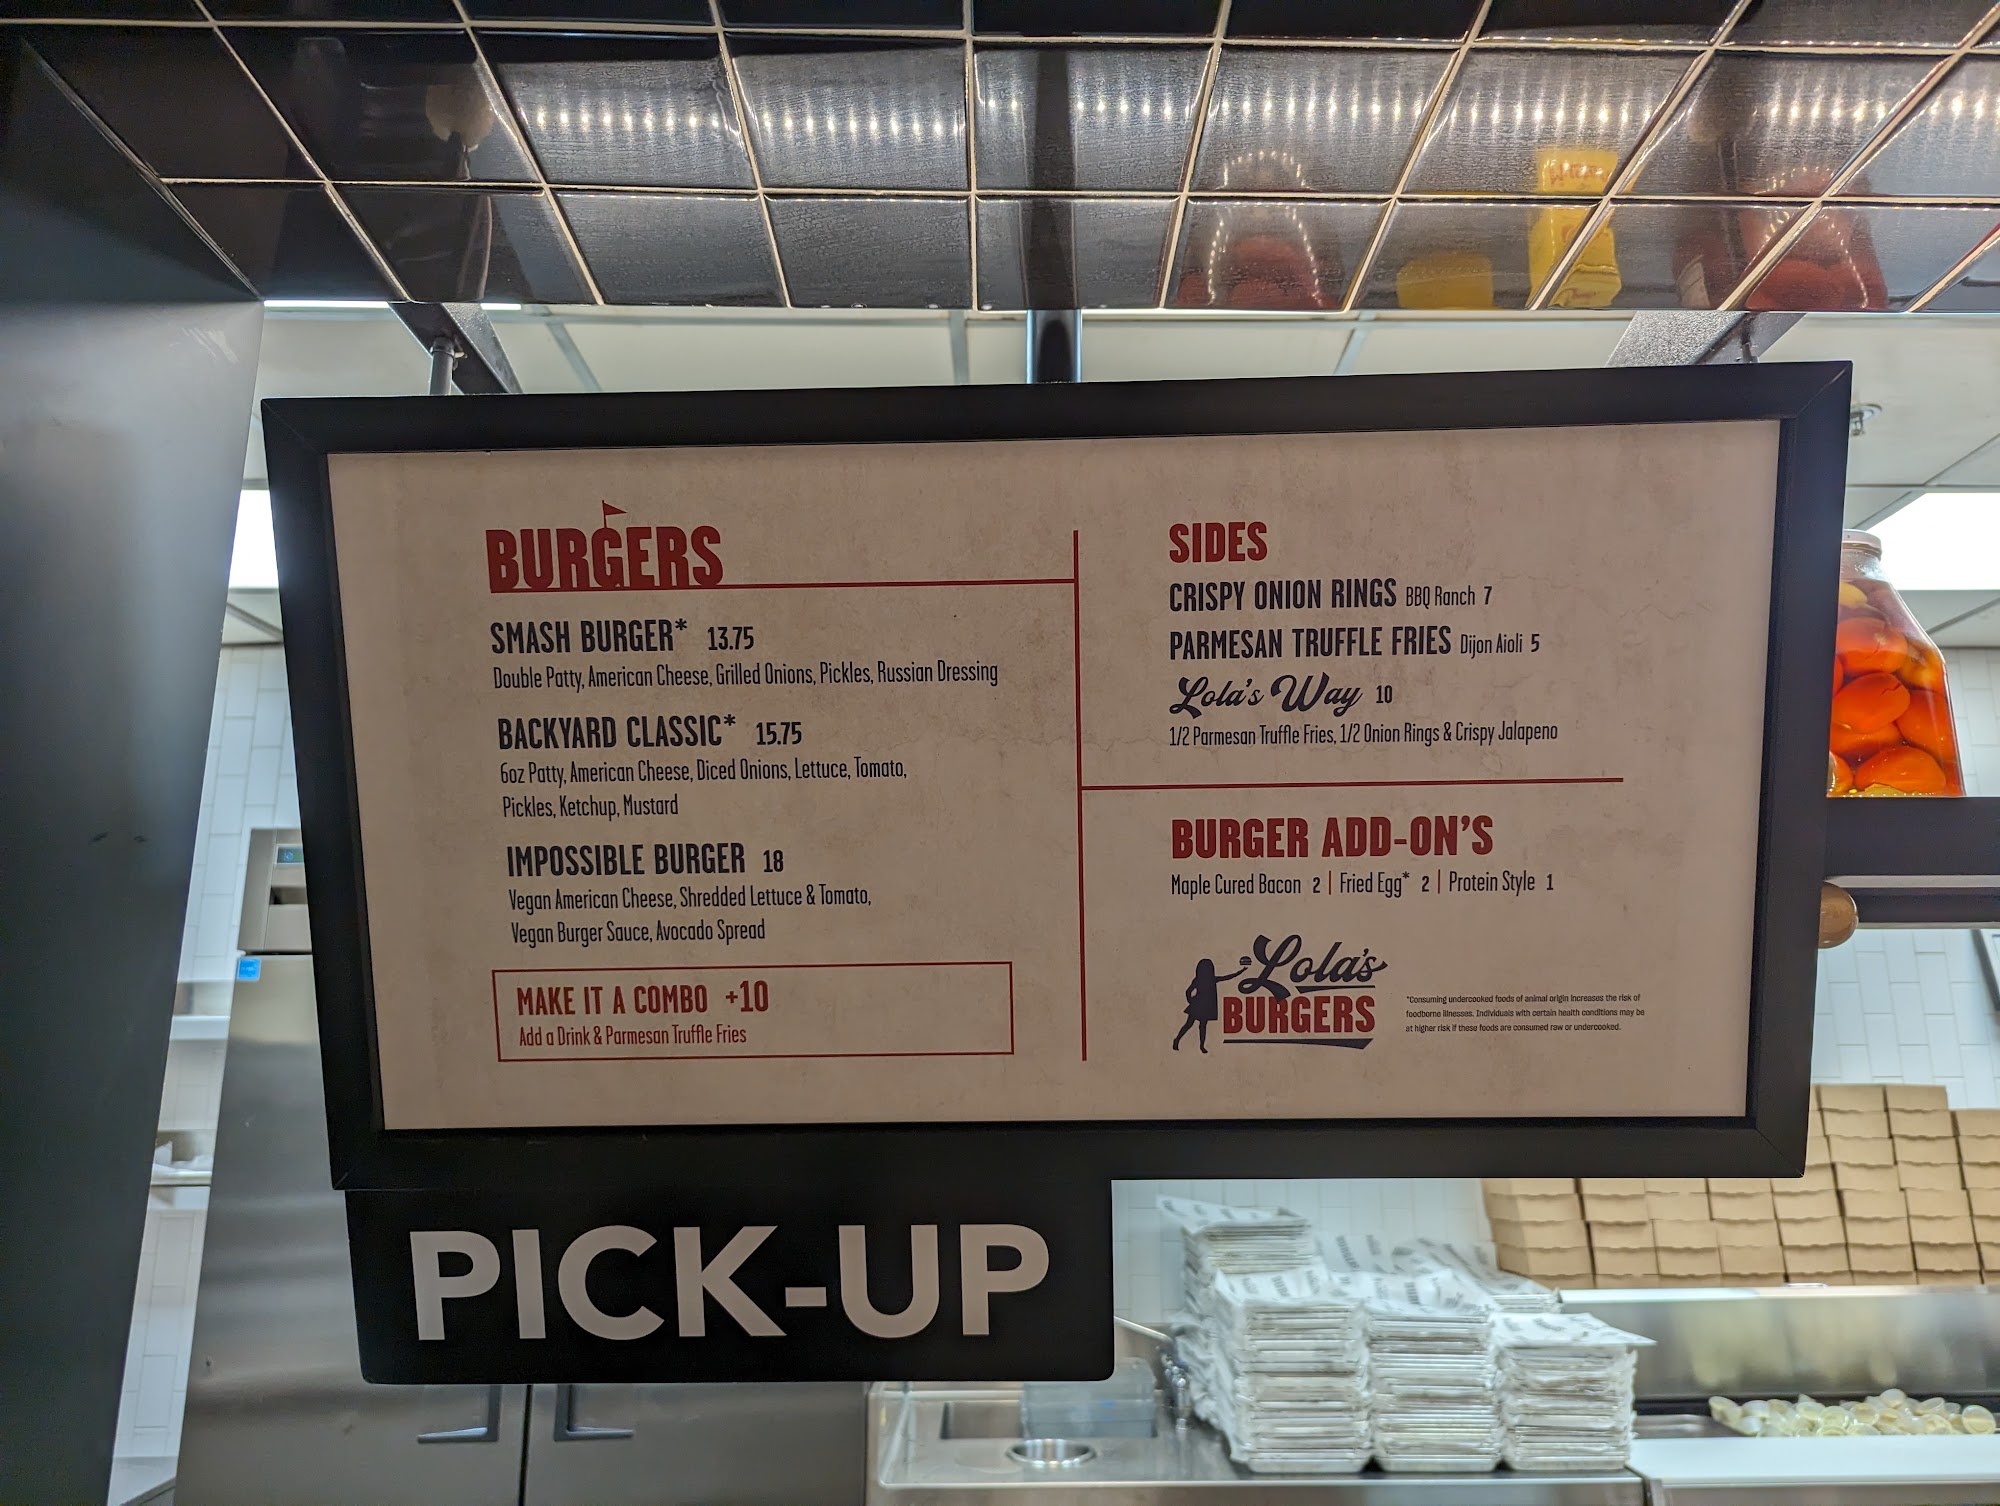 BURGERS
SMASH BURGER* 13.75
Double Patty, American Cheese, Grilled Onions, Pickles, Russian Dressing
BACKYARD CLASSIC* 15.75
6oz Patty, American Cheese, Diced Onions, Lettuce, Tomato,
Pickles, Ketchup, Mustard
IMPOSSIBLE BURGER 18
Vegan American Cheese, Shredded Lettuce & Tomato,
Vegan Burger Sauce, Avocado Spread
MAKE IT A COMBO +10
Add a Drink & Parmesan Truffle Fries
SIDES
CRISPY ONION RINGS BBQ Ranch 7
PARMESAN TRUFFLE FRIES Dijon Aioli 5
Lola's Way 10
1/2 Parmesan Truffle Fries, 1/2 Onion Rings & Crispy Jalapeno
BURGER ADD-ON'S
Maple Cured Bacon 2 | Fried Egg* 2 | Protein Style 1
Lola's
BURGERS
*Consuming undercooked foods of animal origin increases the risk of
foodborne illnesses. Individuals with certain health conditions may be
at higher risk if these foods are consumed raw or undercooked.
PICK-UP